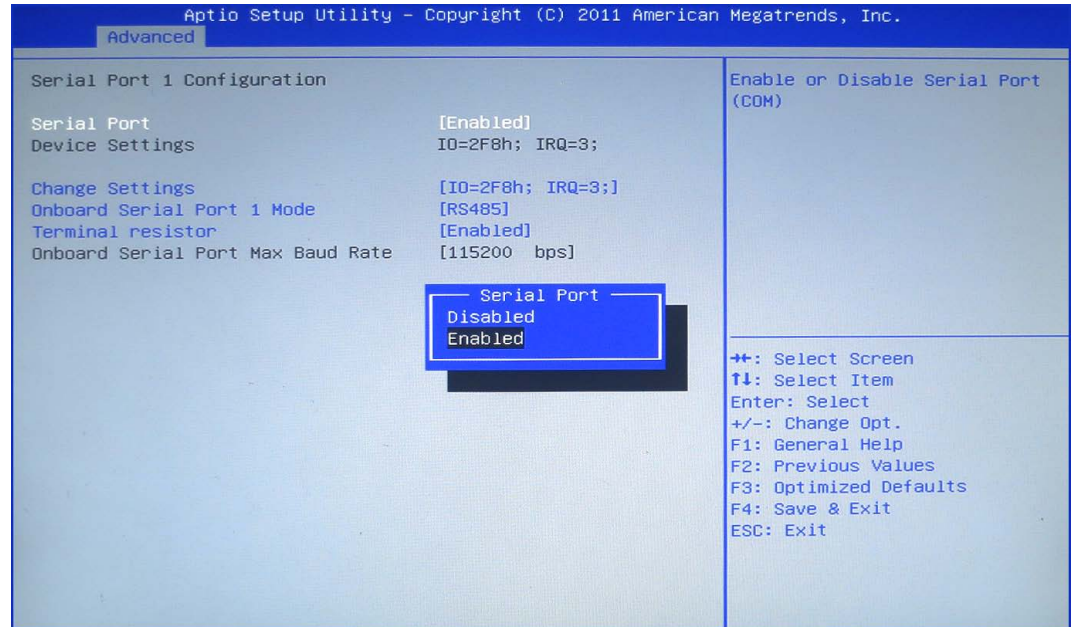 Aptio Setup Utility – Copyright (C) 2011 American Megatrends, Inc.
Advanced
Serial Port 1 Configuration
Serial Port [Enabled]
Device Settings IO=2F8h; IRQ=3;
Change Settings [IO=2F8h; IRQ=3;]
Onboard Serial Port 1 Mode [RS485]
Terminal resistor [Enabled]
Onboard Serial Port Max Baud Rate [115200 bps]
Serial Port
Disabled
Enabled
Enable or Disable Serial Port
(COM)
→←: Select Screen
↑↓: Select Item
Enter: Select
+/-: Change Opt.
F1: General Help
F2: Previous Values
F3: Optimized Defaults
F4: Save & Exit
ESC: Exit